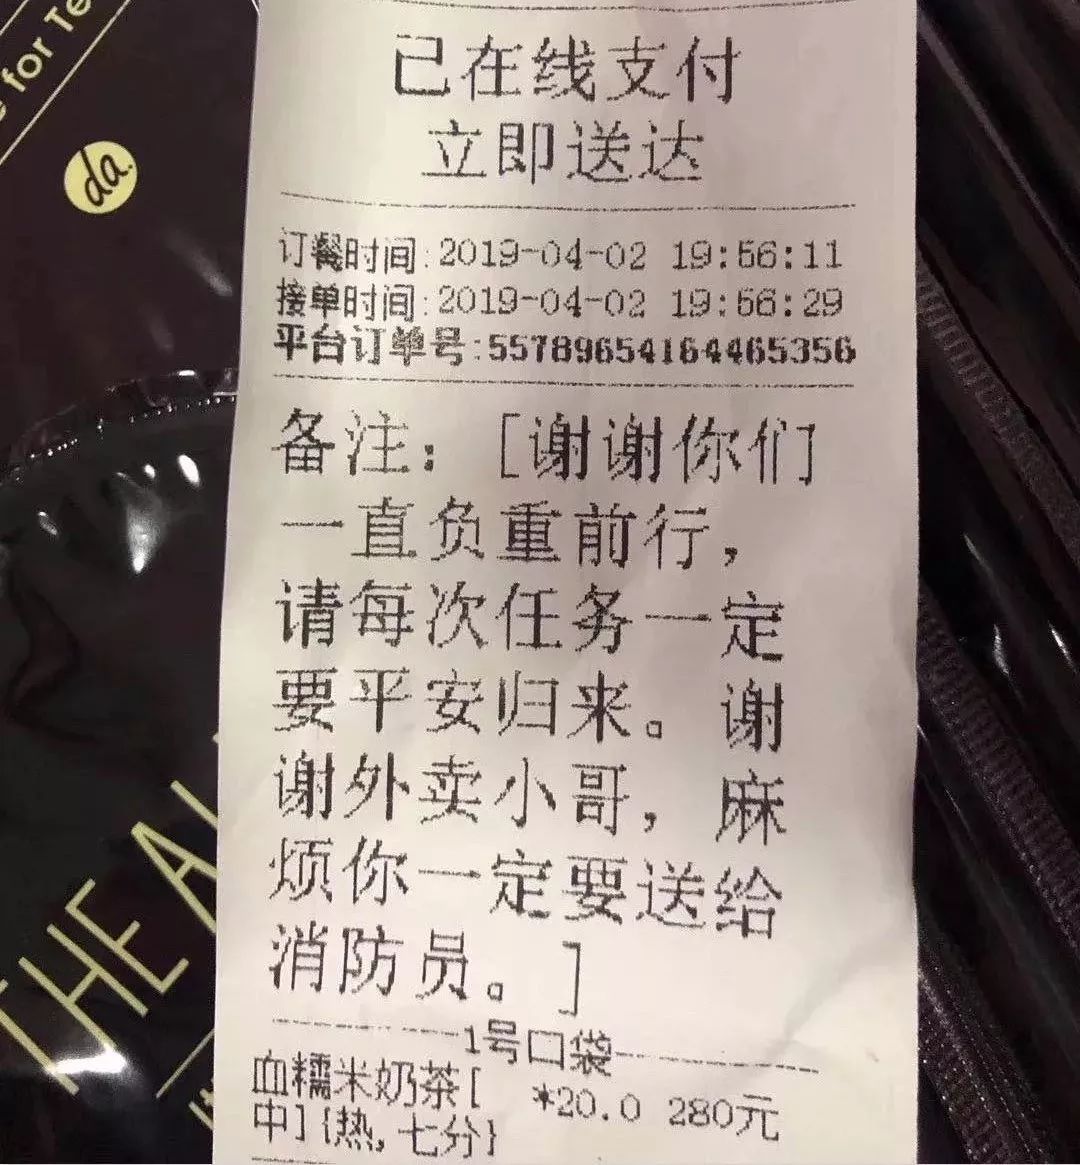 for Te
da.
THE A
已在线支付
立即送达
订餐时间:2019-04-02 19:56:11
接单时间:2019-04-02 19:56:29
平台订单号:55789654164465356
备注：[谢谢你们
一直负重前行，
请每次任务一定
要平安归来。谢
谢外卖小哥，麻
烦你一定要送给
消防员。]
1号口袋
血糯米奶茶[ *20.0 280元
中]{热,七分}